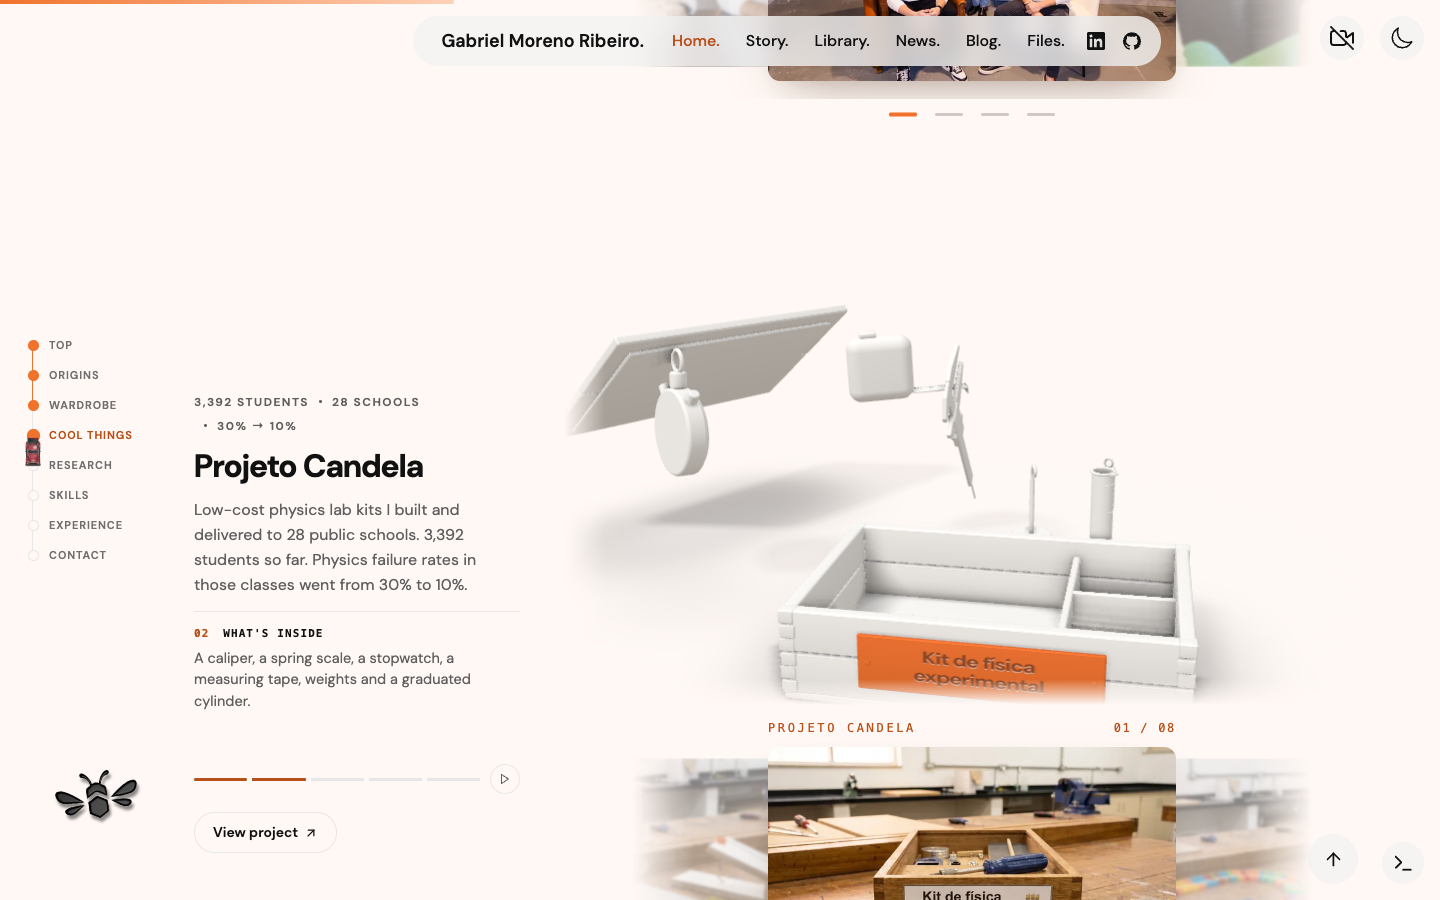 Gabriel Moreno Ribeiro.
Home.
Story.
Library.
News.
Blog.
Files.
TOP
ORIGINS
WARDROBE
COOL THINGS
RESEARCH
SKILLS
EXPERIENCE
CONTACT
3,392 STUDENTS • 28 SCHOOLS
• 30% → 10%
Projeto Candela
Low-cost physics lab kits I built and
delivered to 28 public schools. 3,392
students so far. Physics failure rates in
those classes went from 30% to 10%.
02 WHAT'S INSIDE
A caliper, a spring scale, a stopwatch, a
measuring tape, weights and a graduated
cylinder.
View project
Kit de física
experimental
PROJETO CANDELA
01 / 08
Kit de física